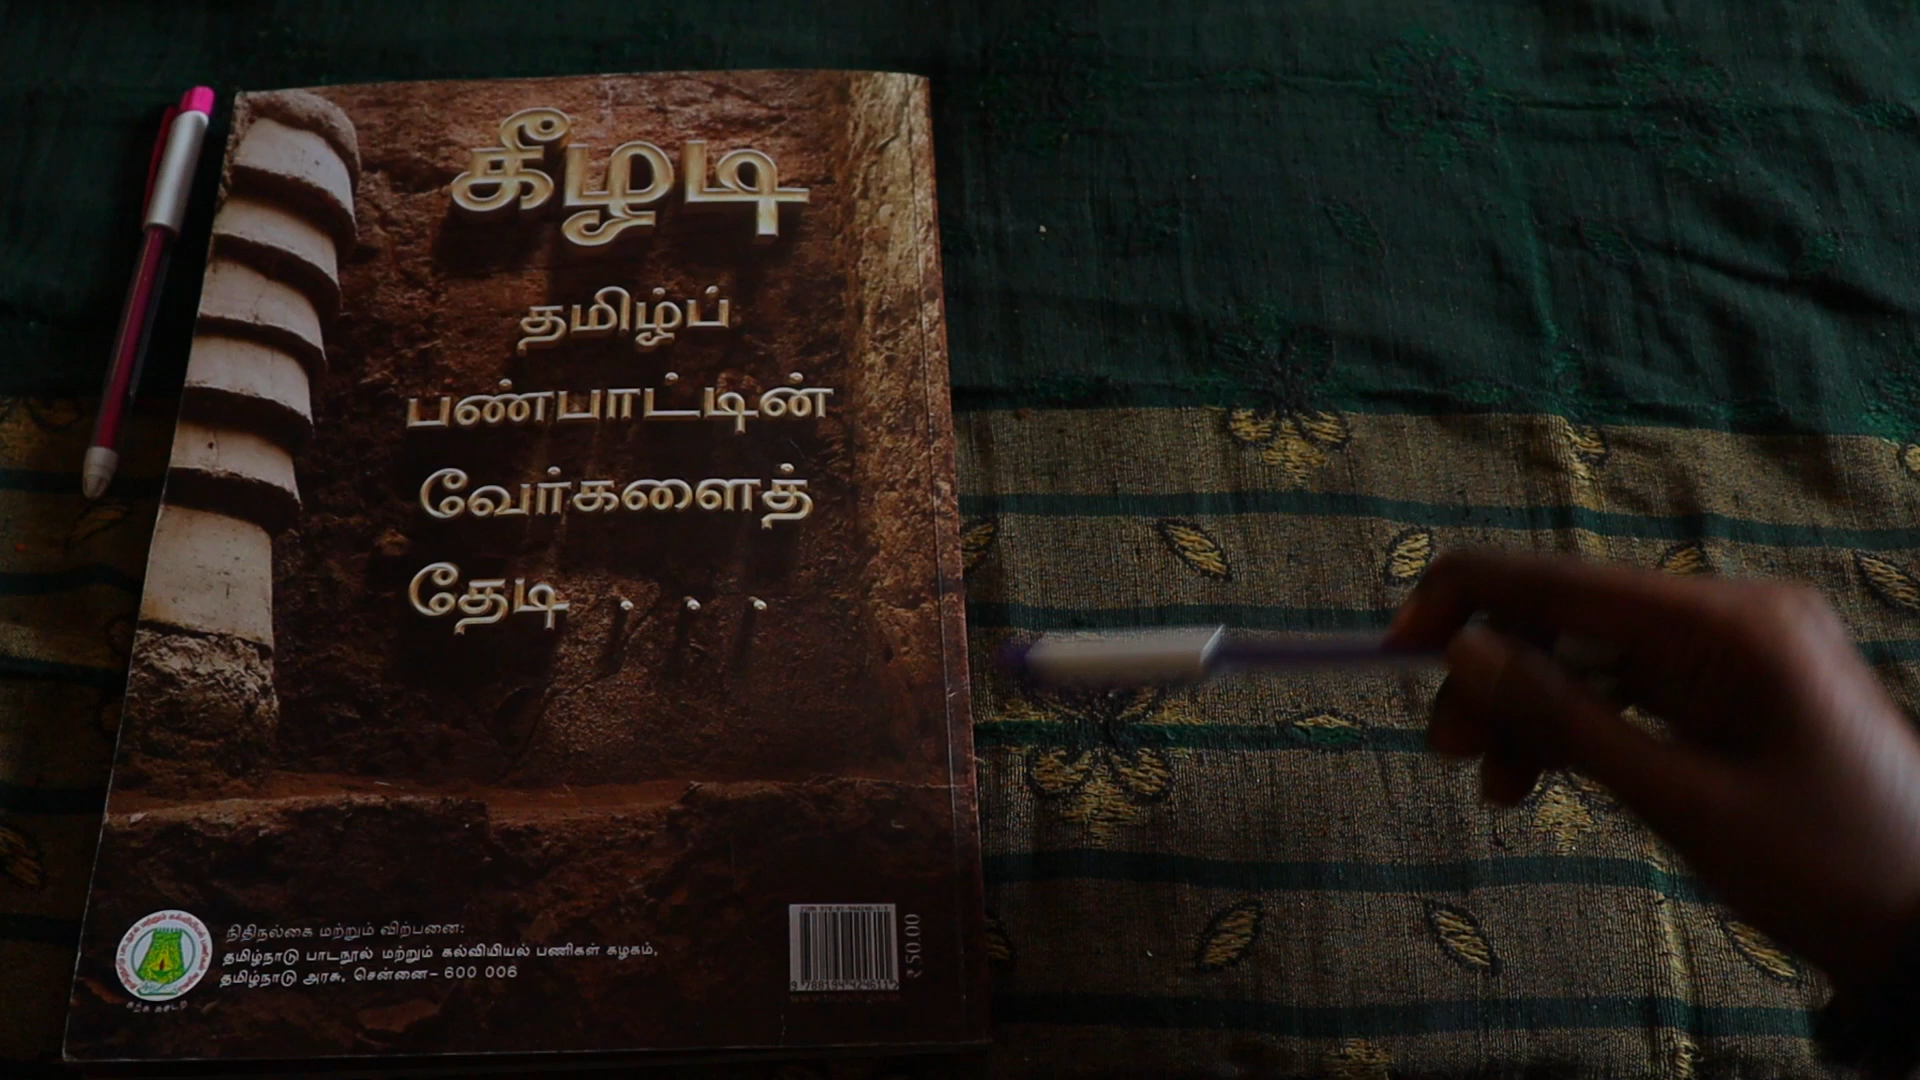 கீழடி
தமிழ்ப்
பண்பாட்டின்
வேர்களைத்
தேடி . . .
நிதிநல்கை மற்றும் விற்பனை:
தமிழ்நாடு பாடநூல் மற்றும் கல்வியியல் பணிகள் கழகம்,
தமிழ்நாடு அரசு, சென்னை- 600 006
₹ 50.00